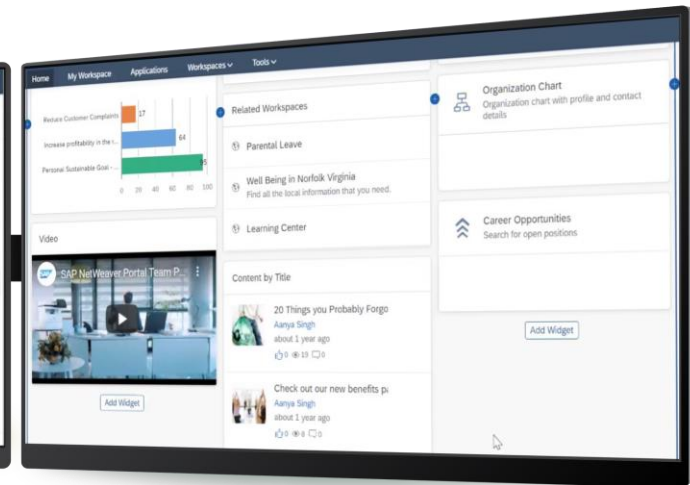 Home My Workspace Applications Workspaces Tools
Reduce Customer Complaints 17
Increase profitability in the r... 64
Personal Sustainable Goal - ... 95
0 20 40 60 80 100
Video
SAP
SAP NetWeaver Portal Team P...
Add Widget
Related Workspaces
Parental Leave
Well Being in Norfolk Virginia
Find all the local information that you need.
Learning Center
Content by Title
20 Things you Probably Forgo
Aanya Singh
about 1 year ago
0 13 0
Check out our new benefits
Aanya Singh
about 1 year ago
0 8 0
Organization Chart
Organization chart with profile and contact
details
Career Opportunities
Search for open positions
Add Widget